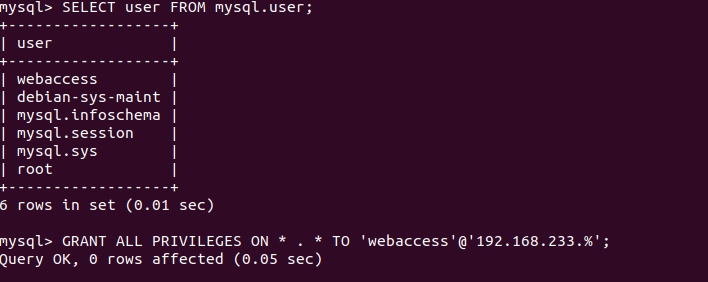 mysql> SELECT user FROM mysql.user;
+------------------+
| user             |
+------------------+
| webaccess        |
| debian-sys-maint |
| mysql.infoschema |
| mysql.session    |
| mysql.sys        |
| root             |
+------------------+
6 rows in set (0.01 sec)
mysql> GRANT ALL PRIVILEGES ON * . * TO 'webaccess'@'192.168.233.%';
Query OK, 0 rows affected (0.05 sec)